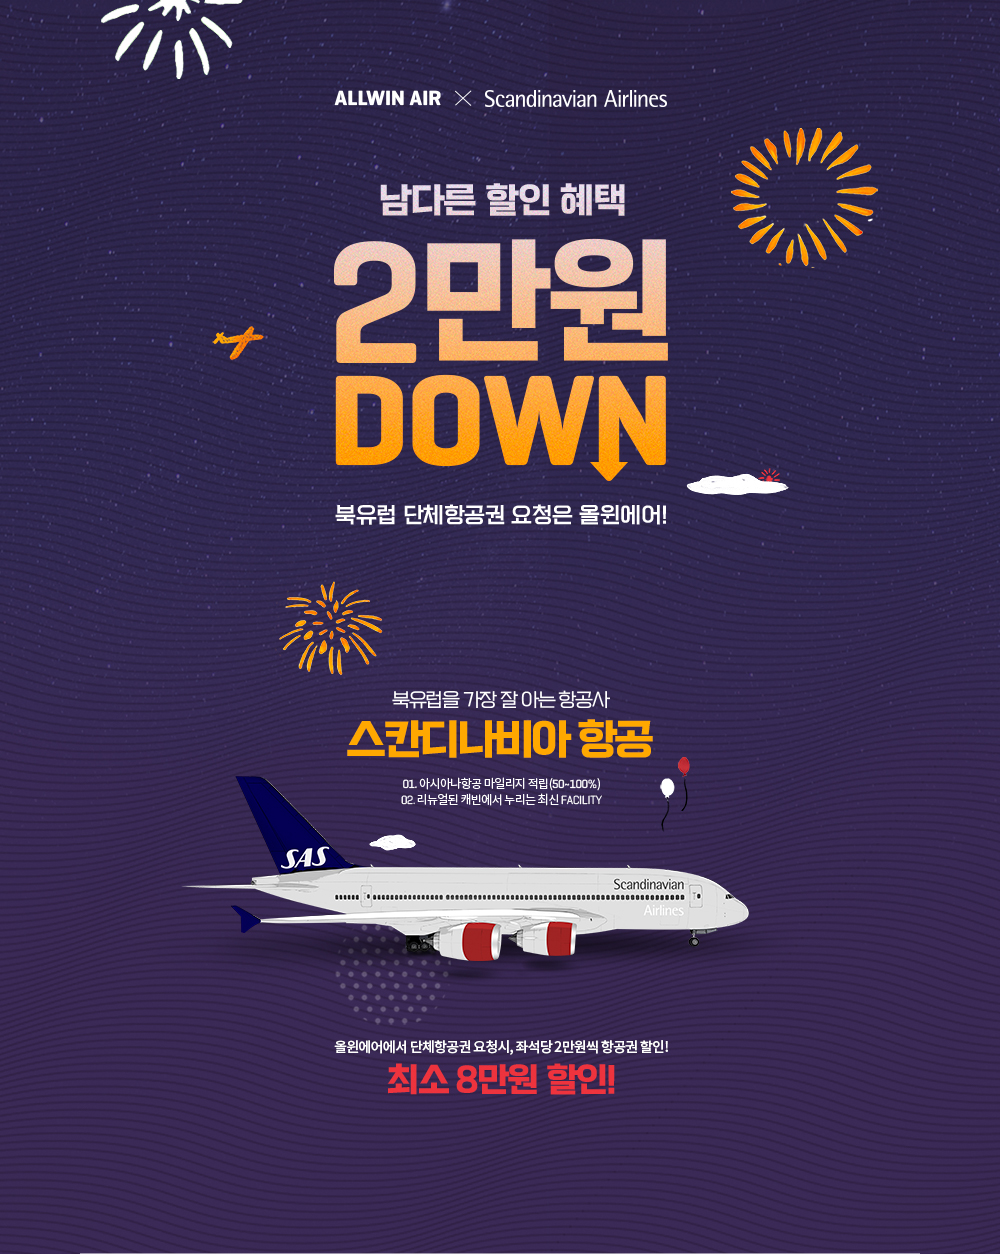 ALLWIN AIR × Scandinavian Airlines
남다른 할인 혜택
2만원
DOWN
북유럽 단체항공권 요청은 올윈에어!
북유럽을 가장 잘 아는 항공사
스칸디나비아 항공
01. 아시아나항공 마일리지 적립(50~100%)
02. 리뉴얼된 캐빈에서 누리는 최신 FACILITY
SAS
Scandinavian
Airlines
올윈에어에서 단체항공권 요청시, 좌석당 2만원씩 항공권 할인!
최소 8만원 할인!